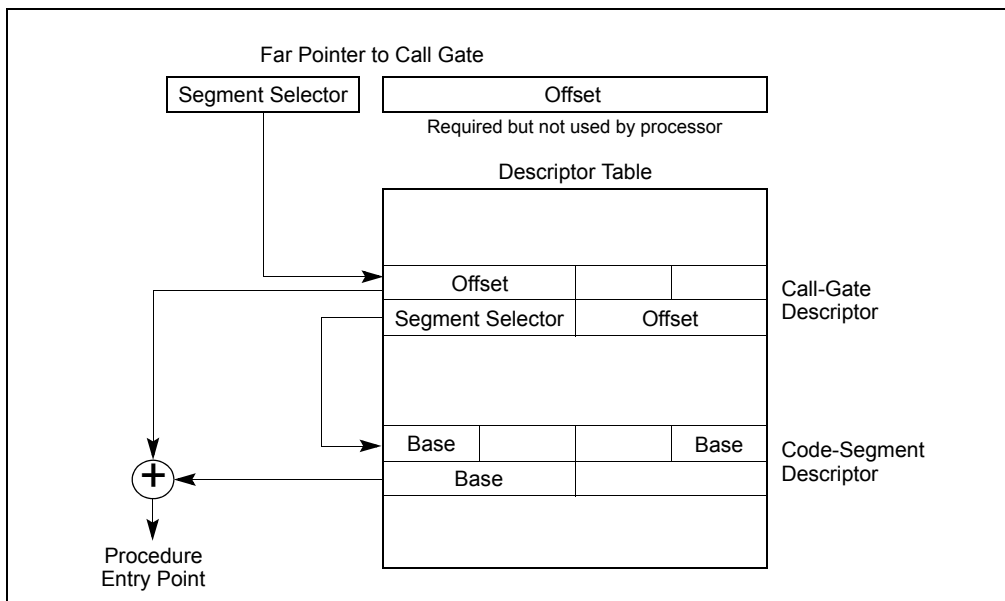 Far Pointer to Call Gate
Segment Selector
Offset
Required but not used by processor
Descriptor Table
Offset
Call-Gate
Descriptor
Segment Selector
Offset
Base
Base
Code-Segment
Descriptor
Base
+
Procedure
Entry Point